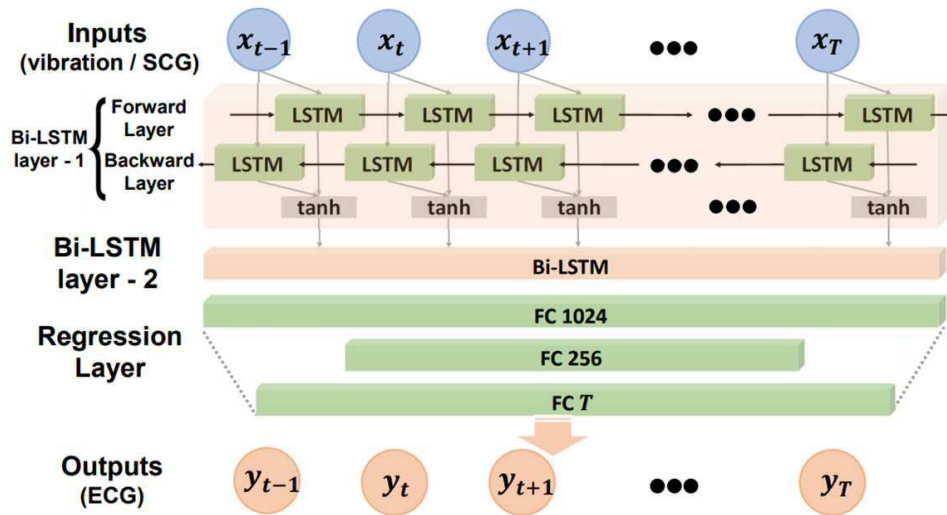 Inputs
(vibration / SCG)
x_{t-1} x_t x_{t+1} ●●● x_T
Bi-LSTM
layer - 1
Forward
Layer
LSTM LSTM LSTM ●●● LSTM
Backward
Layer
LSTM LSTM LSTM ●●● LSTM
tanh tanh tanh ●●● tanh
Bi-LSTM
layer - 2
Bi-LSTM
Regression
Layer
FC 1024
FC 256
FC T
Outputs
(ECG)
y_{t-1} y_t y_{t+1} ●●● y_T